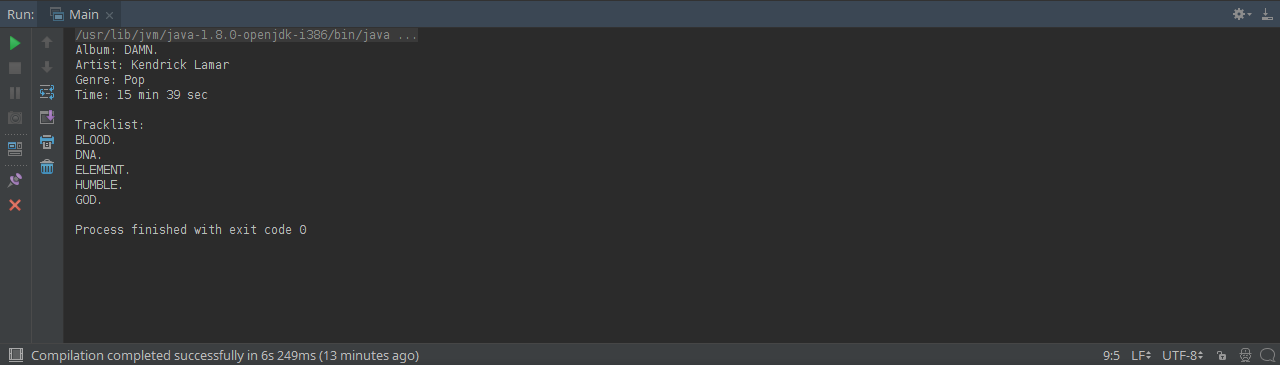 Run: Main
/usr/lib/jvm/java-1.8.0-openjdk-i386/bin/java ...
Album: DAMN.
Artist: Kendrick Lamar
Genre: Pop
Time: 15 min 39 sec
Tracklist:
BLOOD.
DNA.
ELEMENT.
HUMBLE.
GOD.
Process finished with exit code 0
Compilation completed successfully in 6s 249ms (13 minutes ago) 9:5 LF UTF-8